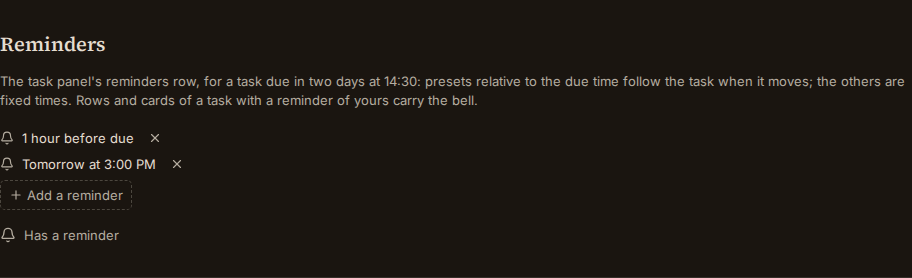 Reminders
The task panel's reminders row, for a task due in two days at 14:30: presets relative to the due time follow the task when it moves; the others are
fixed times. Rows and cards of a task with a reminder of yours carry the bell.
1 hour before due ×
Tomorrow at 3:00 PM ×
+ Add a reminder
Has a reminder